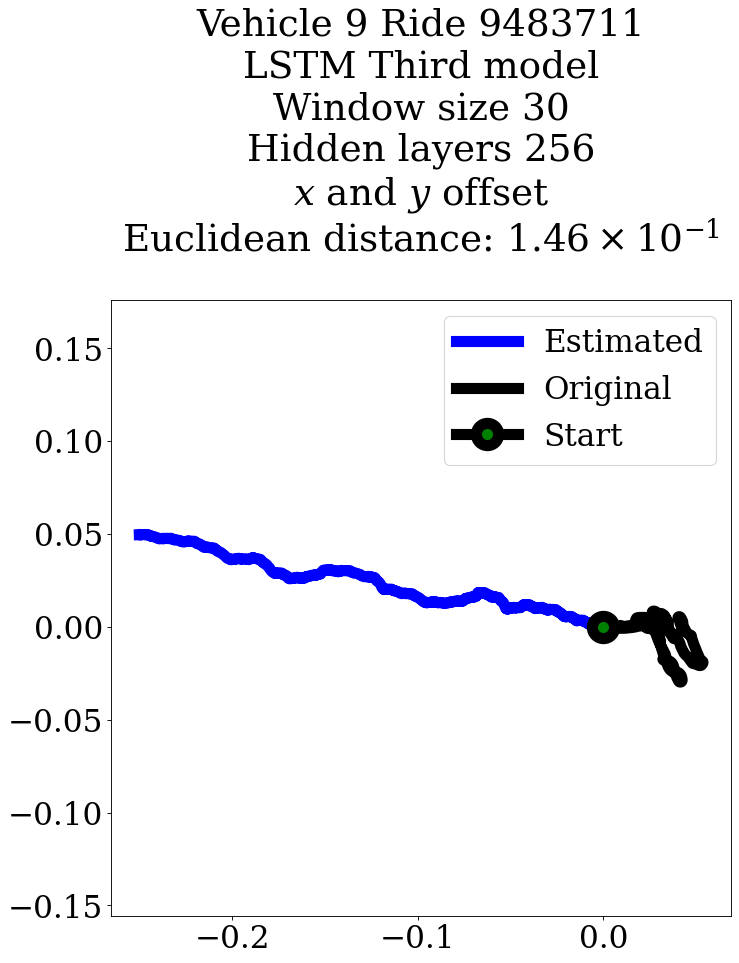 Vehicle 9 Ride 9483711
LSTM Third model
Window size 30
Hidden layers 256
x and y offset
Euclidean distance: 1.46 × 10⁻¹
Estimated
Original
Start
0.15
0.10
0.05
0.00
−0.05
−0.10
−0.15
−0.2
−0.1
0.0